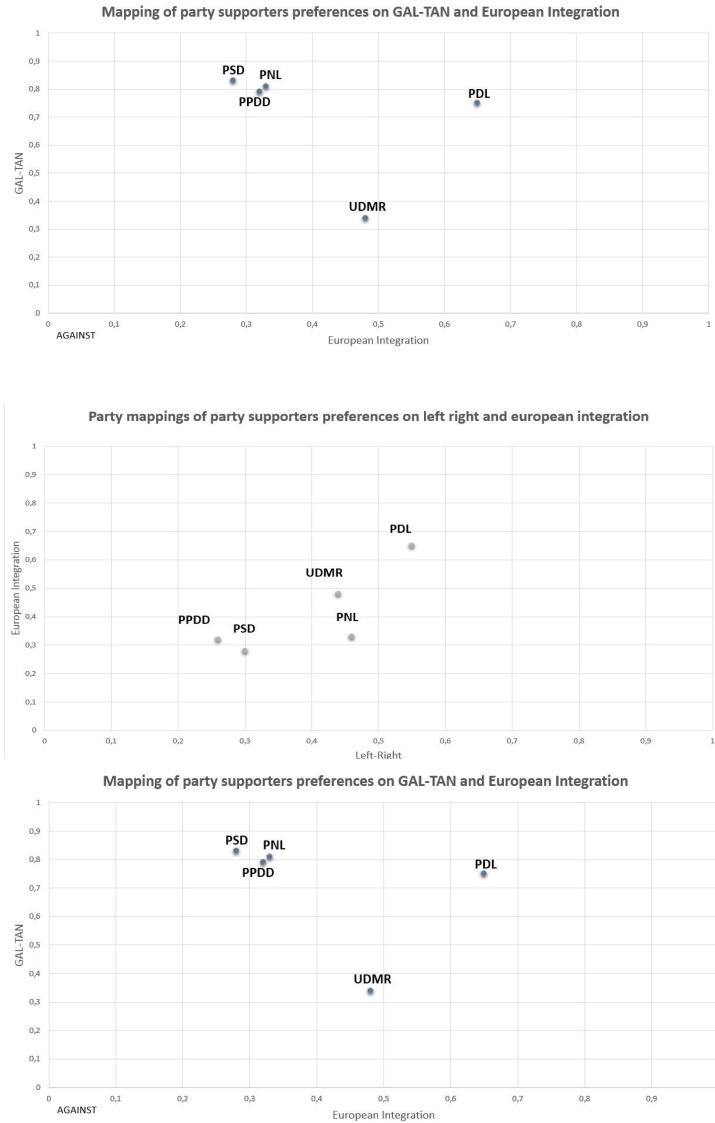 Mapping of party supporters preferences on GAL-TAN and European Integration
1
0,9
0,8
0,7
0,6
0,5
0,4
0,3
0,2
0,1
0
GAL-TAN
PSD
PNL
PPDD
PDL
UDMR
0 0,1 0,2 0,3 0,4 0,5 0,6 0,7 0,8 0,9 1
AGAINST
European Integration
Party mappings of party supporters preferences on left right and european integration
1
0,9
0,8
0,7
0,6
0,5
0,4
0,3
0,2
0,1
0
European Integration
PDL
UDMR
PPDD
PSD
PNL
0 0,1 0,2 0,3 0,4 0,5 0,6 0,7 0,8 0,9 1
Left-Right
Mapping of party supporters preferences on GAL-TAN and European Integration
1
0,9
0,8
0,7
0,6
0,5
0,4
0,3
0,2
0,1
0
GAL-TAN
PSD
PNL
PPDD
PDL
UDMR
0 0,1 0,2 0,3 0,4 0,5 0,6 0,7 0,8 0,9
AGAINST
European Integration